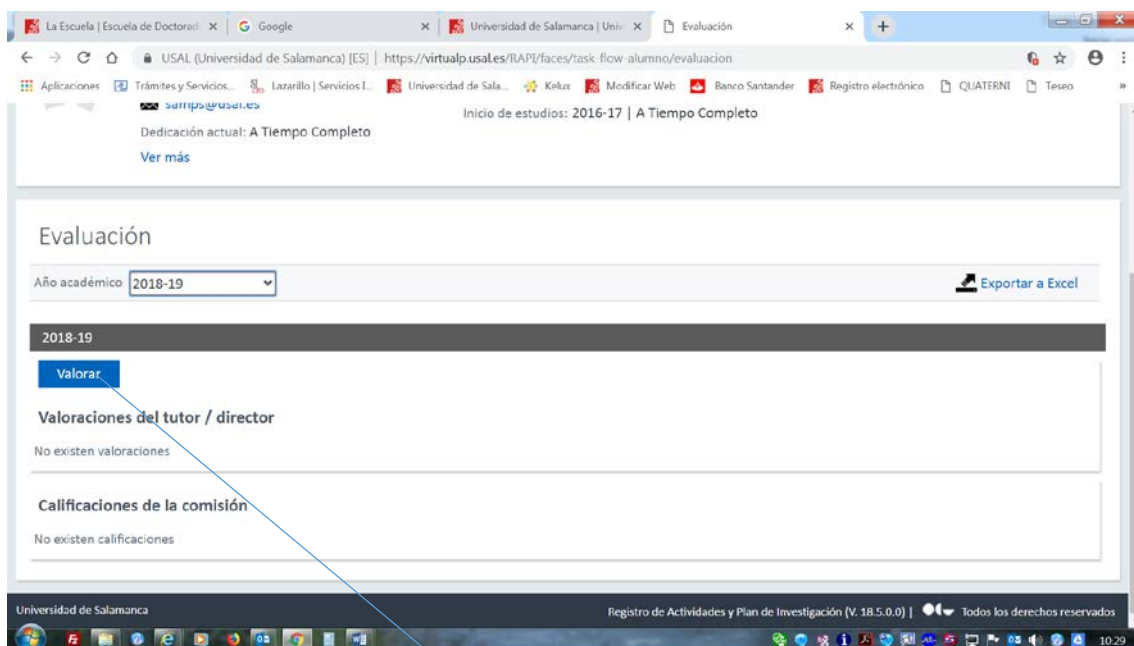 La Escuela | Escuela de Doctorad
Google
Universidad de Salamanca | Univ
Evaluación
USAL (Universidad de Salamanca) [ES] | https://virtualp.usal.es/RAPI/faces/task-flow-alumno/evaluacion
Aplicaciones
Trámites y Servicios...
Lazarillo | Servicios I...
Universidad de Sala...
Kelux
Modificar Web
Banco Santander
Registro electrónico
QUATERNI
Teseo
»
samps@usal.es
Inicio de estudios: 2016-17 | A Tiempo Completo
Dedicación actual: A Tiempo Completo
Ver más
Evaluación
Año académico 2018-19
Exportar a Excel
2018-19
Valorar
Valoraciones del tutor / director
No existen valoraciones
Calificaciones de la comisión
No existen calificaciones
Universidad de Salamanca
Registro de Actividades y Plan de Investigación (V. 18.5.0.0) | Todos los derechos reservados
10:29